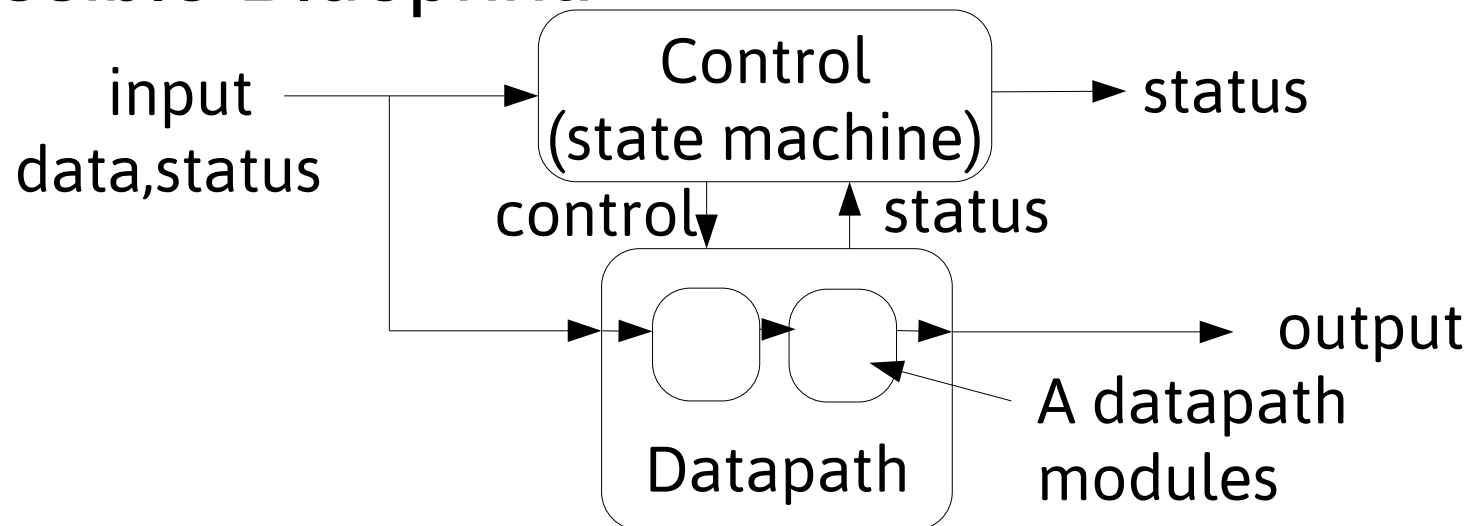 input
data,status
Control
(state machine)
status
control
status
output
A datapath
modules
Datapath